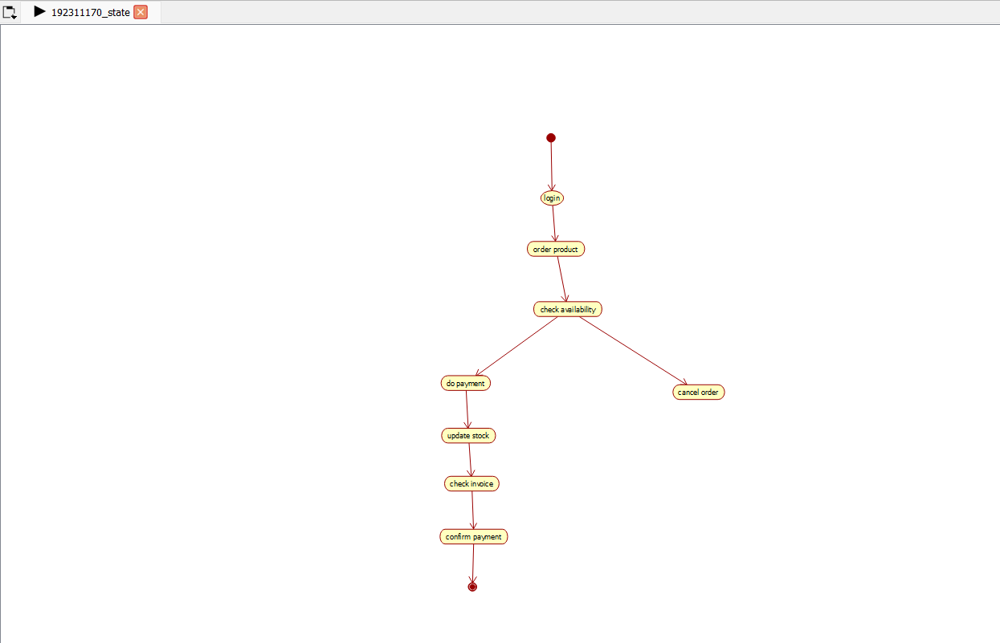 192311170_state
login
order product
check availability
do payment
cancel order
update stock
check invoice
confirm payment